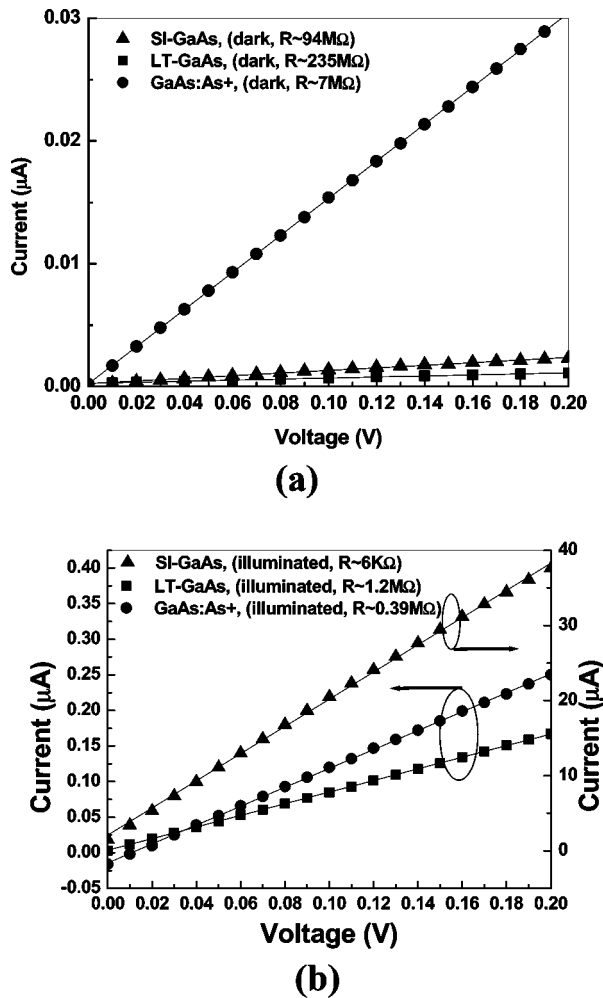 SI-GaAs, (dark, R~94MΩ)
LT-GaAs, (dark, R~235MΩ)
GaAs:As+, (dark, R~7MΩ)
0.03
0.02
0.01
0.00
Current (μA)
0.00 0.02 0.04 0.06 0.08 0.10 0.12 0.14 0.16 0.18 0.20
Voltage (V)
(a)
SI-GaAs, (illuminated, R~6KΩ)
LT-GaAs, (illuminated, R~1.2MΩ)
GaAs:As+, (illuminated, R~0.39MΩ)
0.40
0.35
0.30
0.25
0.20
0.15
0.10
0.05
0.00
-0.05
Current (μA)
40
30
20
10
0
Current (μA)
0.00 0.02 0.04 0.06 0.08 0.10 0.12 0.14 0.16 0.18 0.20
Voltage (V)
(b)